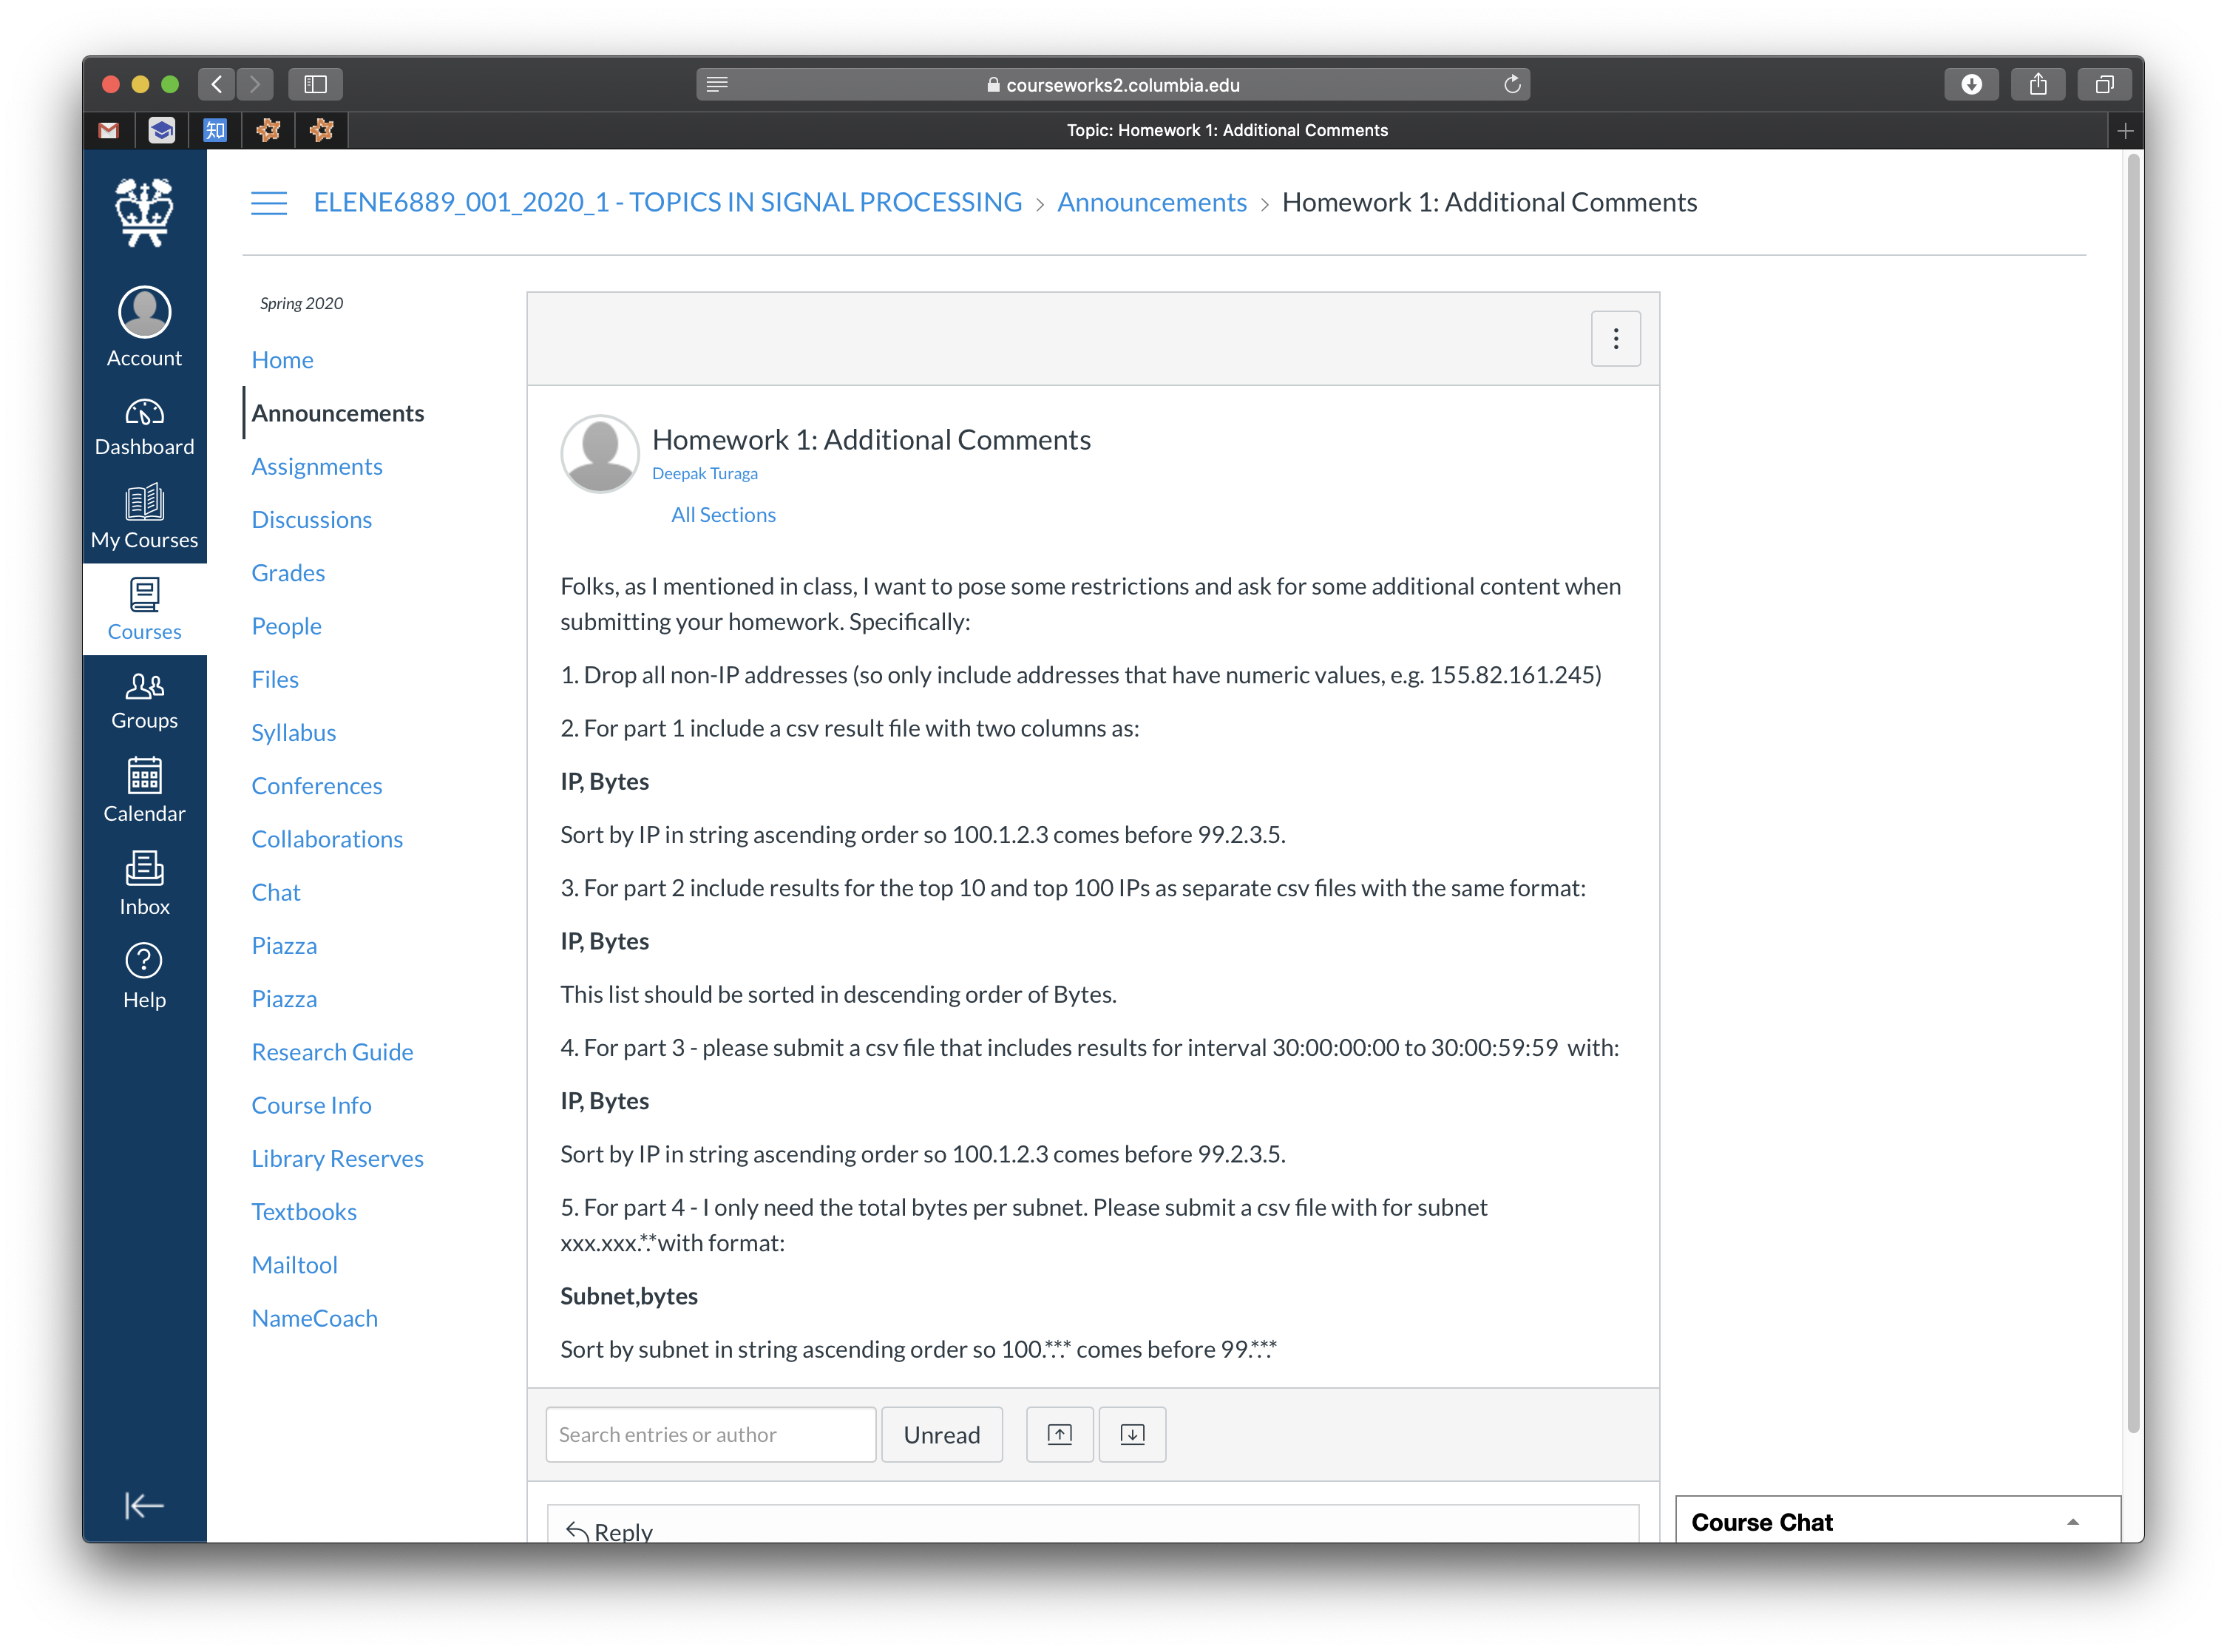 courseworks2.columbia.edu
知
Topic: Homework 1: Additional Comments
ELENE6889_001_2020_1 - TOPICS IN SIGNAL PROCESSING > Announcements > Homework 1: Additional Comments
Account
Dashboard
My Courses
Courses
Groups
Calendar
Inbox
Help
Spring 2020
Home
Announcements
Assignments
Discussions
Grades
People
Files
Syllabus
Conferences
Collaborations
Chat
Piazza
Piazza
Research Guide
Course Info
Library Reserves
Textbooks
Mailtool
NameCoach
Homework 1: Additional Comments
Deepak Turaga
All Sections
Folks, as I mentioned in class, I want to pose some restrictions and ask for some additional content when
submitting your homework. Specifically:
1. Drop all non-IP addresses (so only include addresses that have numeric values, e.g. 155.82.161.245)
2. For part 1 include a csv result file with two columns as:
IP, Bytes
Sort by IP in string ascending order so 100.1.2.3 comes before 99.2.3.5.
3. For part 2 include results for the top 10 and top 100 IPs as separate csv files with the same format:
IP, Bytes
This list should be sorted in descending order of Bytes.
4. For part 3 - please submit a csv file that includes results for interval 30:00:00:00 to 30:00:59:59 with:
IP, Bytes
Sort by IP in string ascending order so 100.1.2.3 comes before 99.2.3.5.
5. For part 4 - I only need the total bytes per subnet. Please submit a csv file with for subnet
xxx.xxx.*.*with format:
Subnet,bytes
Sort by subnet in string ascending order so 100.*.*.* comes before 99.*.*.*
Search entries or author
Unread
Reply
Course Chat